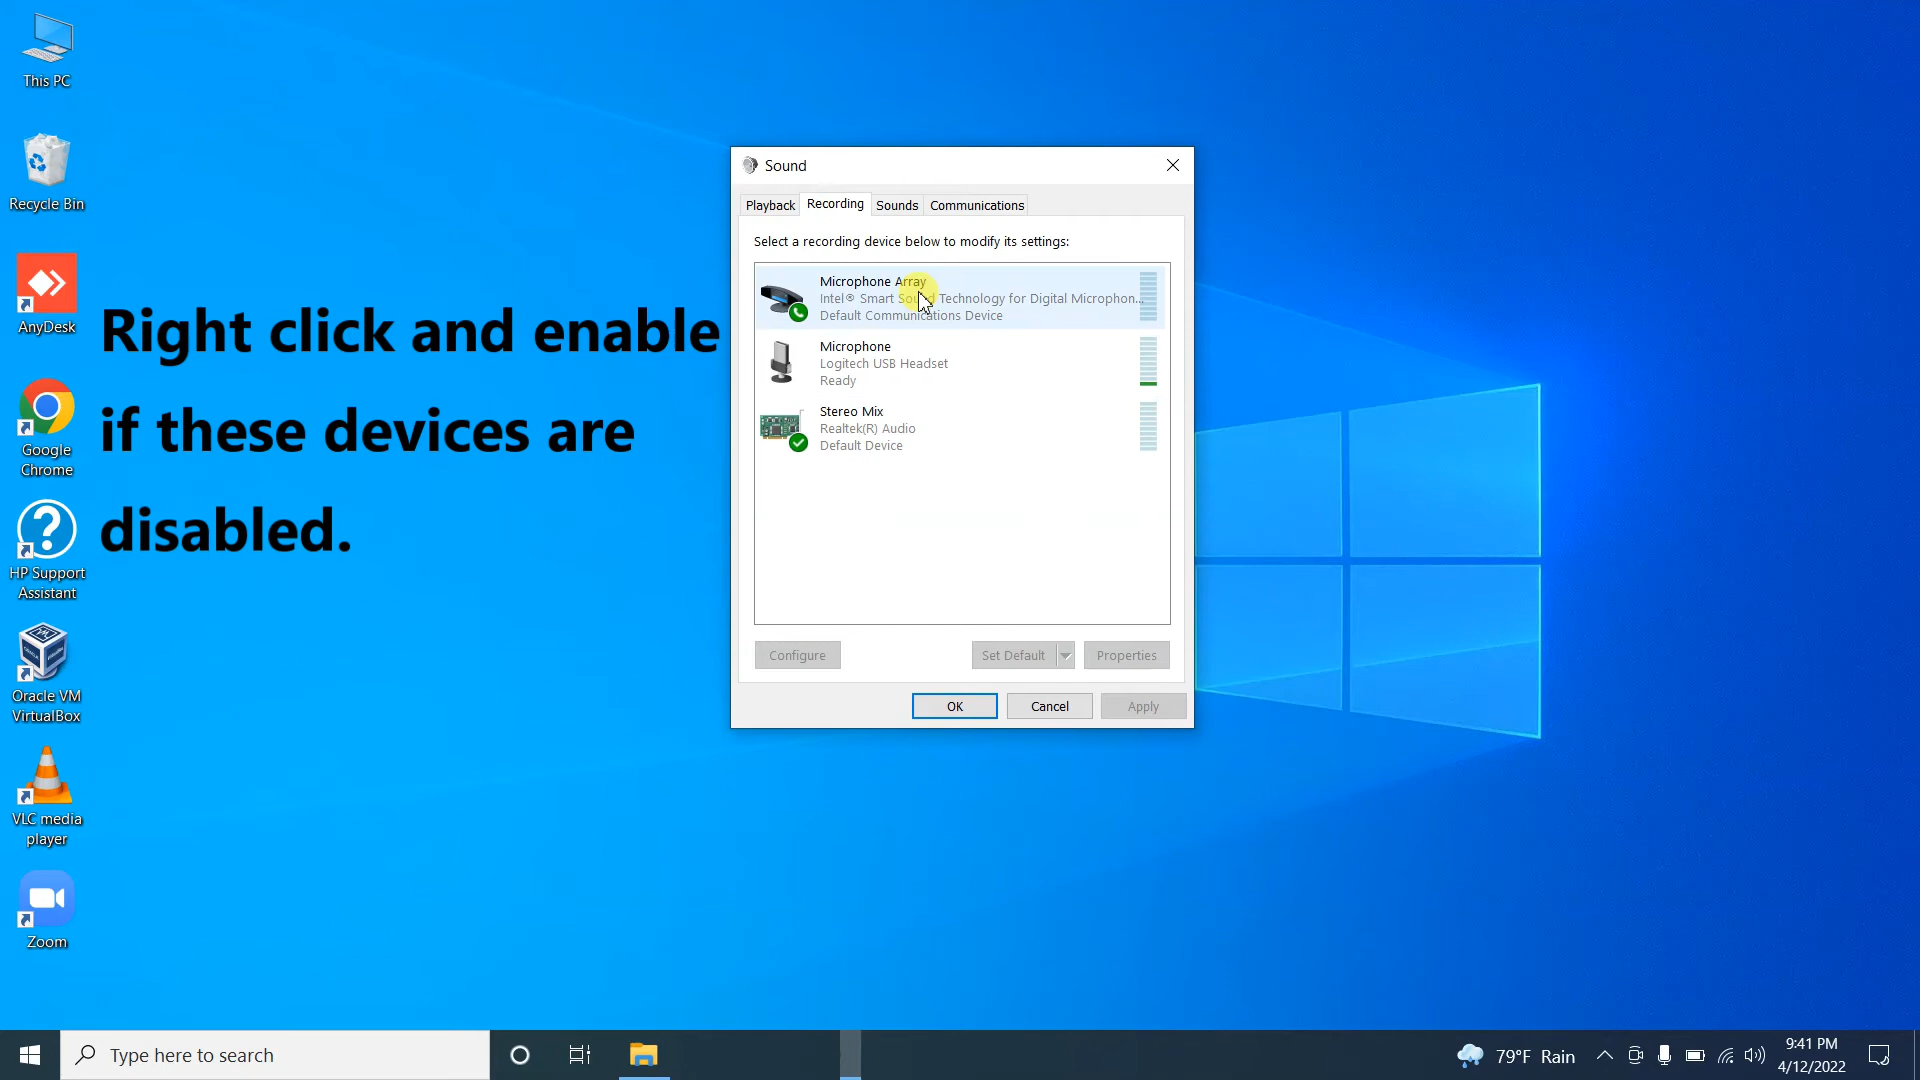 This PC
Recycle Bin
AnyDesk
Google
Chrome
HP Support
Assistant
Oracle VM
VirtualBox
VLC media
player
Zoom
Right click and enable
if these devices are
disabled.
Sound
Playback
Recording
Sounds
Communications
Select a recording device below to modify its settings:
Microphone Array
Intel® Smart Sound Technology for Digital Microphon...
Default Communications Device
Microphone
Logitech USB Headset
Ready
Stereo Mix
Realtek(R) Audio
Default Device
Configure
Set Default
Properties
OK
Cancel
Apply
Type here to search
79°F Rain
9:41 PM
4/12/2022